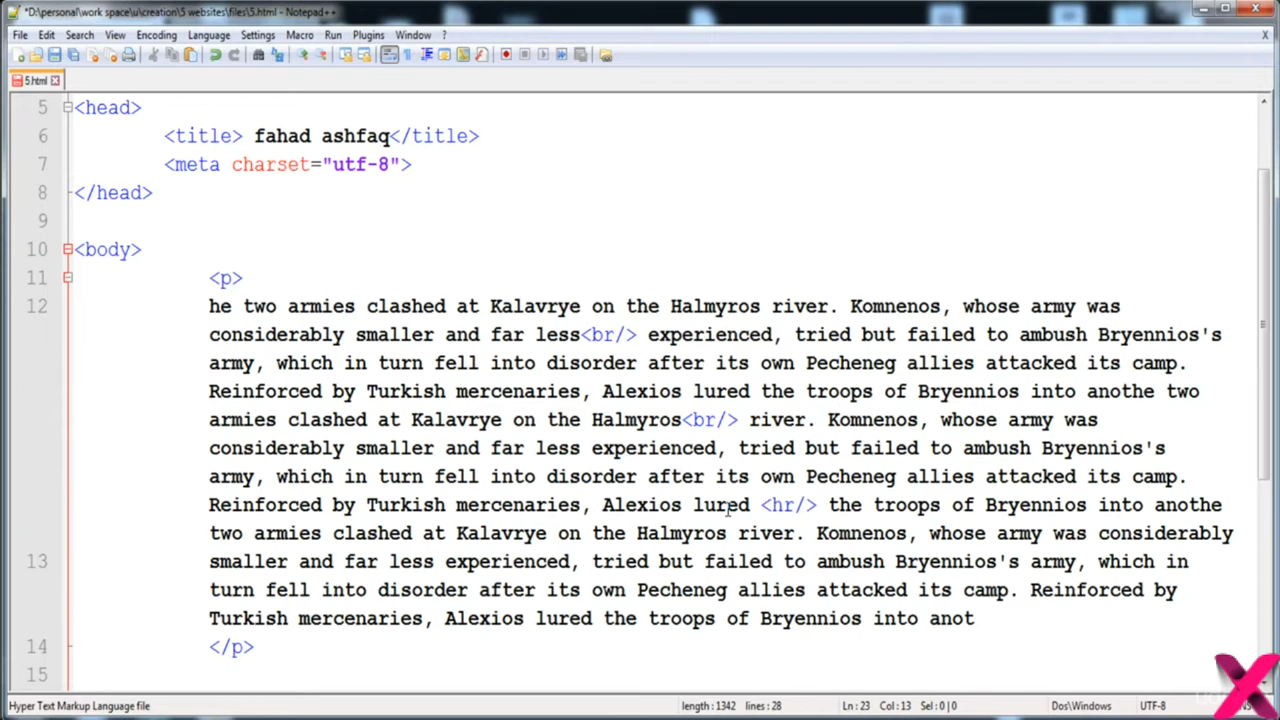 *D:\personal\work space\u\creation\5 websites\files\5.html - Notepad++
File Edit Search View Encoding Language Settings Macro Run Plugins Window ? X
5.html
5 <head>
6 <title> fahad ashfaq</title>
7 <meta charset="utf-8">
8 </head>
9
10 <body>
11 <p>
12 he two armies clashed at Kalavrye on the Halmyros river. Komnenos, whose army was
considerably smaller and far less<br/> experienced, tried but failed to ambush Bryennios's
army, which in turn fell into disorder after its own Pecheneg allies attacked its camp.
Reinforced by Turkish mercenaries, Alexios lured the troops of Bryennios into anothe two
armies clashed at Kalavrye on the Halmyros<br/> river. Komnenos, whose army was
considerably smaller and far less experienced, tried but failed to ambush Bryennios's
army, which in turn fell into disorder after its own Pecheneg allies attacked its camp.
Reinforced by Turkish mercenaries, Alexios lured <hr/> the troops of Bryennios into anothe
two armies clashed at Kalavrye on the Halmyros river. Komnenos, whose army was considerably
13 smaller and far less experienced, tried but failed to ambush Bryennios's army, which in
turn fell into disorder after its own Pecheneg allies attacked its camp. Reinforced by
Turkish mercenaries, Alexios lured the troops of Bryennios into anot
14 </p>
15
Hyper Text Markup Language file length : 1342 lines : 28 Ln : 23 Col : 13 Sel : 0 | 0 Dos\Windows UTF-8